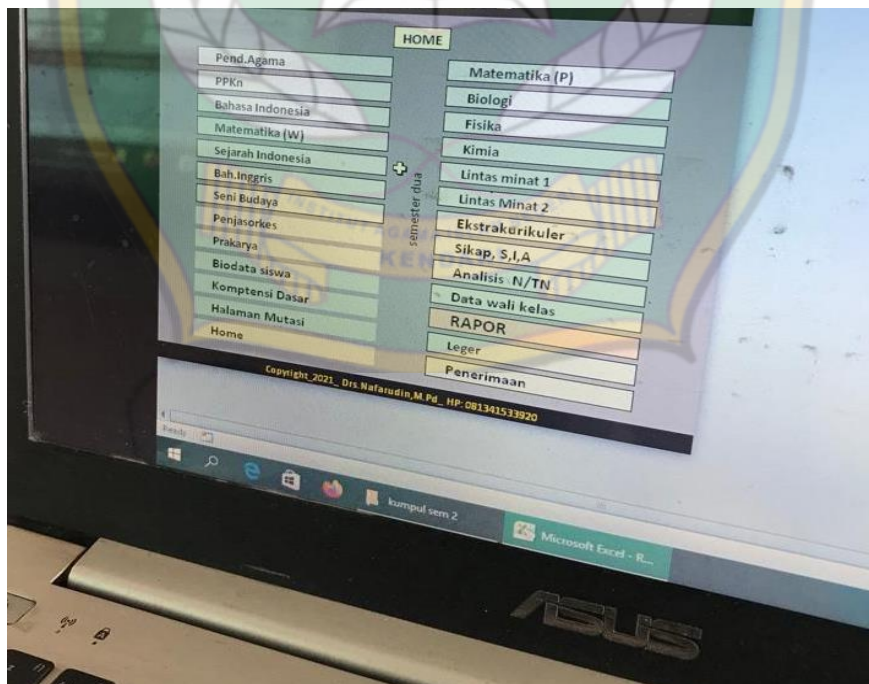 HOME
Pend.Agama
PPKn
Bahasa Indonesia
Matematika (W)
Sejarah Indonesia
Bah.Inggris
Seni Budaya
Penjasorkes
Prakarya
Biodata siswa
Komptensi Dasar
Halaman Mutasi
Home
semester dua
Matematika (P)
Biologi
Fisika
Kimia
Lintas minat 1
Lintas Minat 2
Ekstrakurikuler
Sikap, S,I,A
Analisis N/TN
Data wali kelas
RAPOR
Leger
Penerimaan
Copyright_2021_ Drs.Nafarudin,M.Pd_ HP: 081341533920
Ready
kumpul sem 2
Microsoft Excel - R...
ASUS